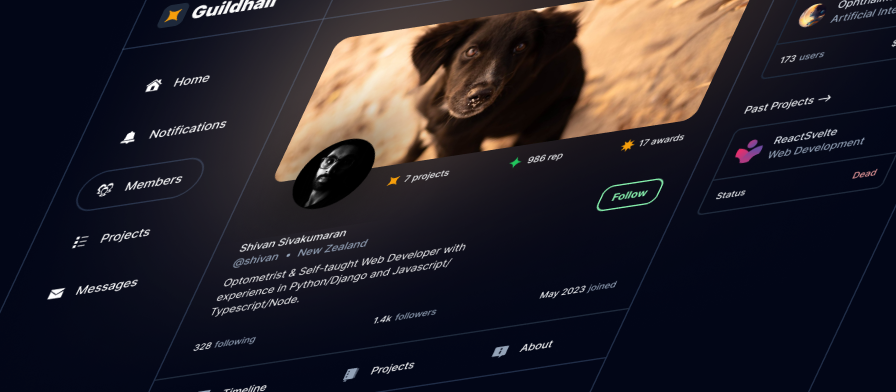 Guildhall
Home
Notifications
Members
Projects
Messages
7 projects
986 rep
17 awards
Follow
Shivan Sivakumaran
@shivan • New Zealand
Optometrist & Self-taught Web Developer with
experience in Python/Django and Javascript/
Typescript/Node.
328 following
1.4k followers
May 2023 joined
Timeline
Projects
About
Artificial
173 users
Past Projects →
ReactSvelte
Web Development
Status
Dead